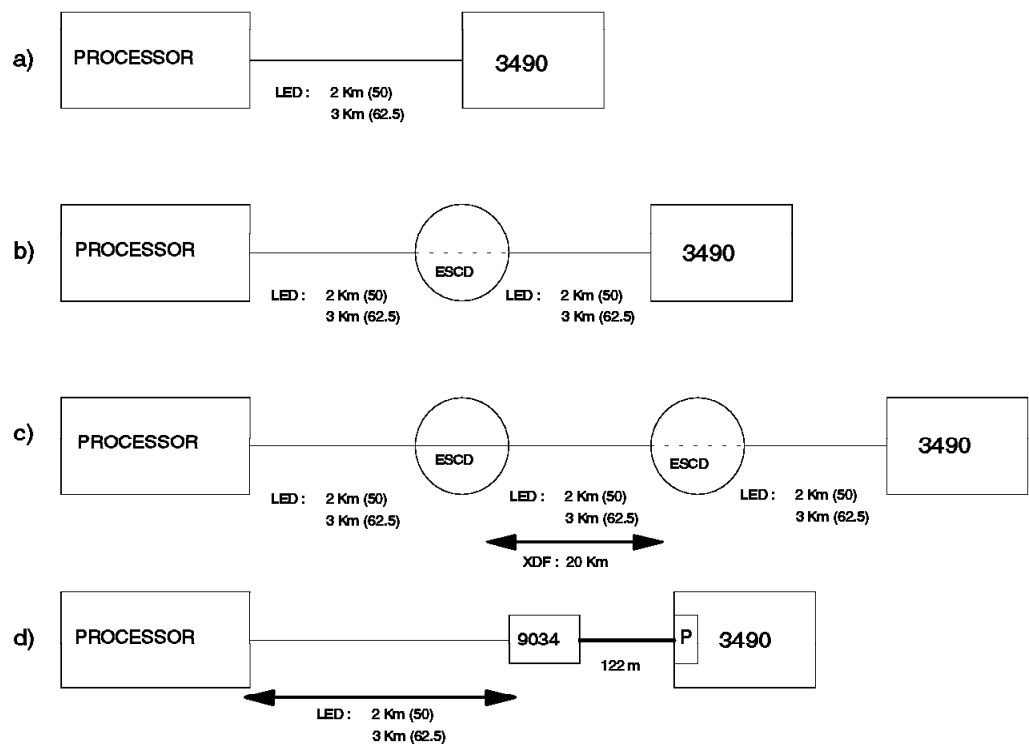 a)
PROCESSOR
3490
LED : 2 Km (50)
3 Km (62.5)
b)
PROCESSOR
ESCD
3490
LED : 2 Km (50)
3 Km (62.5)
LED : 2 Km (50)
3 Km (62.5)
c)
PROCESSOR
ESCD
ESCD
3490
LED : 2 Km (50)
3 Km (62.5)
LED : 2 Km (50)
3 Km (62.5)
LED : 2 Km (50)
3 Km (62.5)
XDF : 20 Km
d)
PROCESSOR
9034
P
3490
122 m
LED : 2 Km (50)
3 Km (62.5)